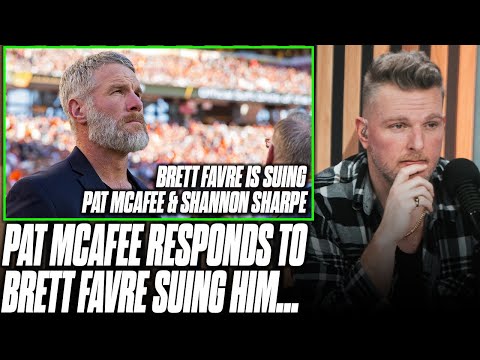 BRETT FAVRE IS SUING
PAT MCAFEE & SHANNON SHARPE
PAT MCAFEE RESPONDS TO
BRETT FAVRE SUING HIM...